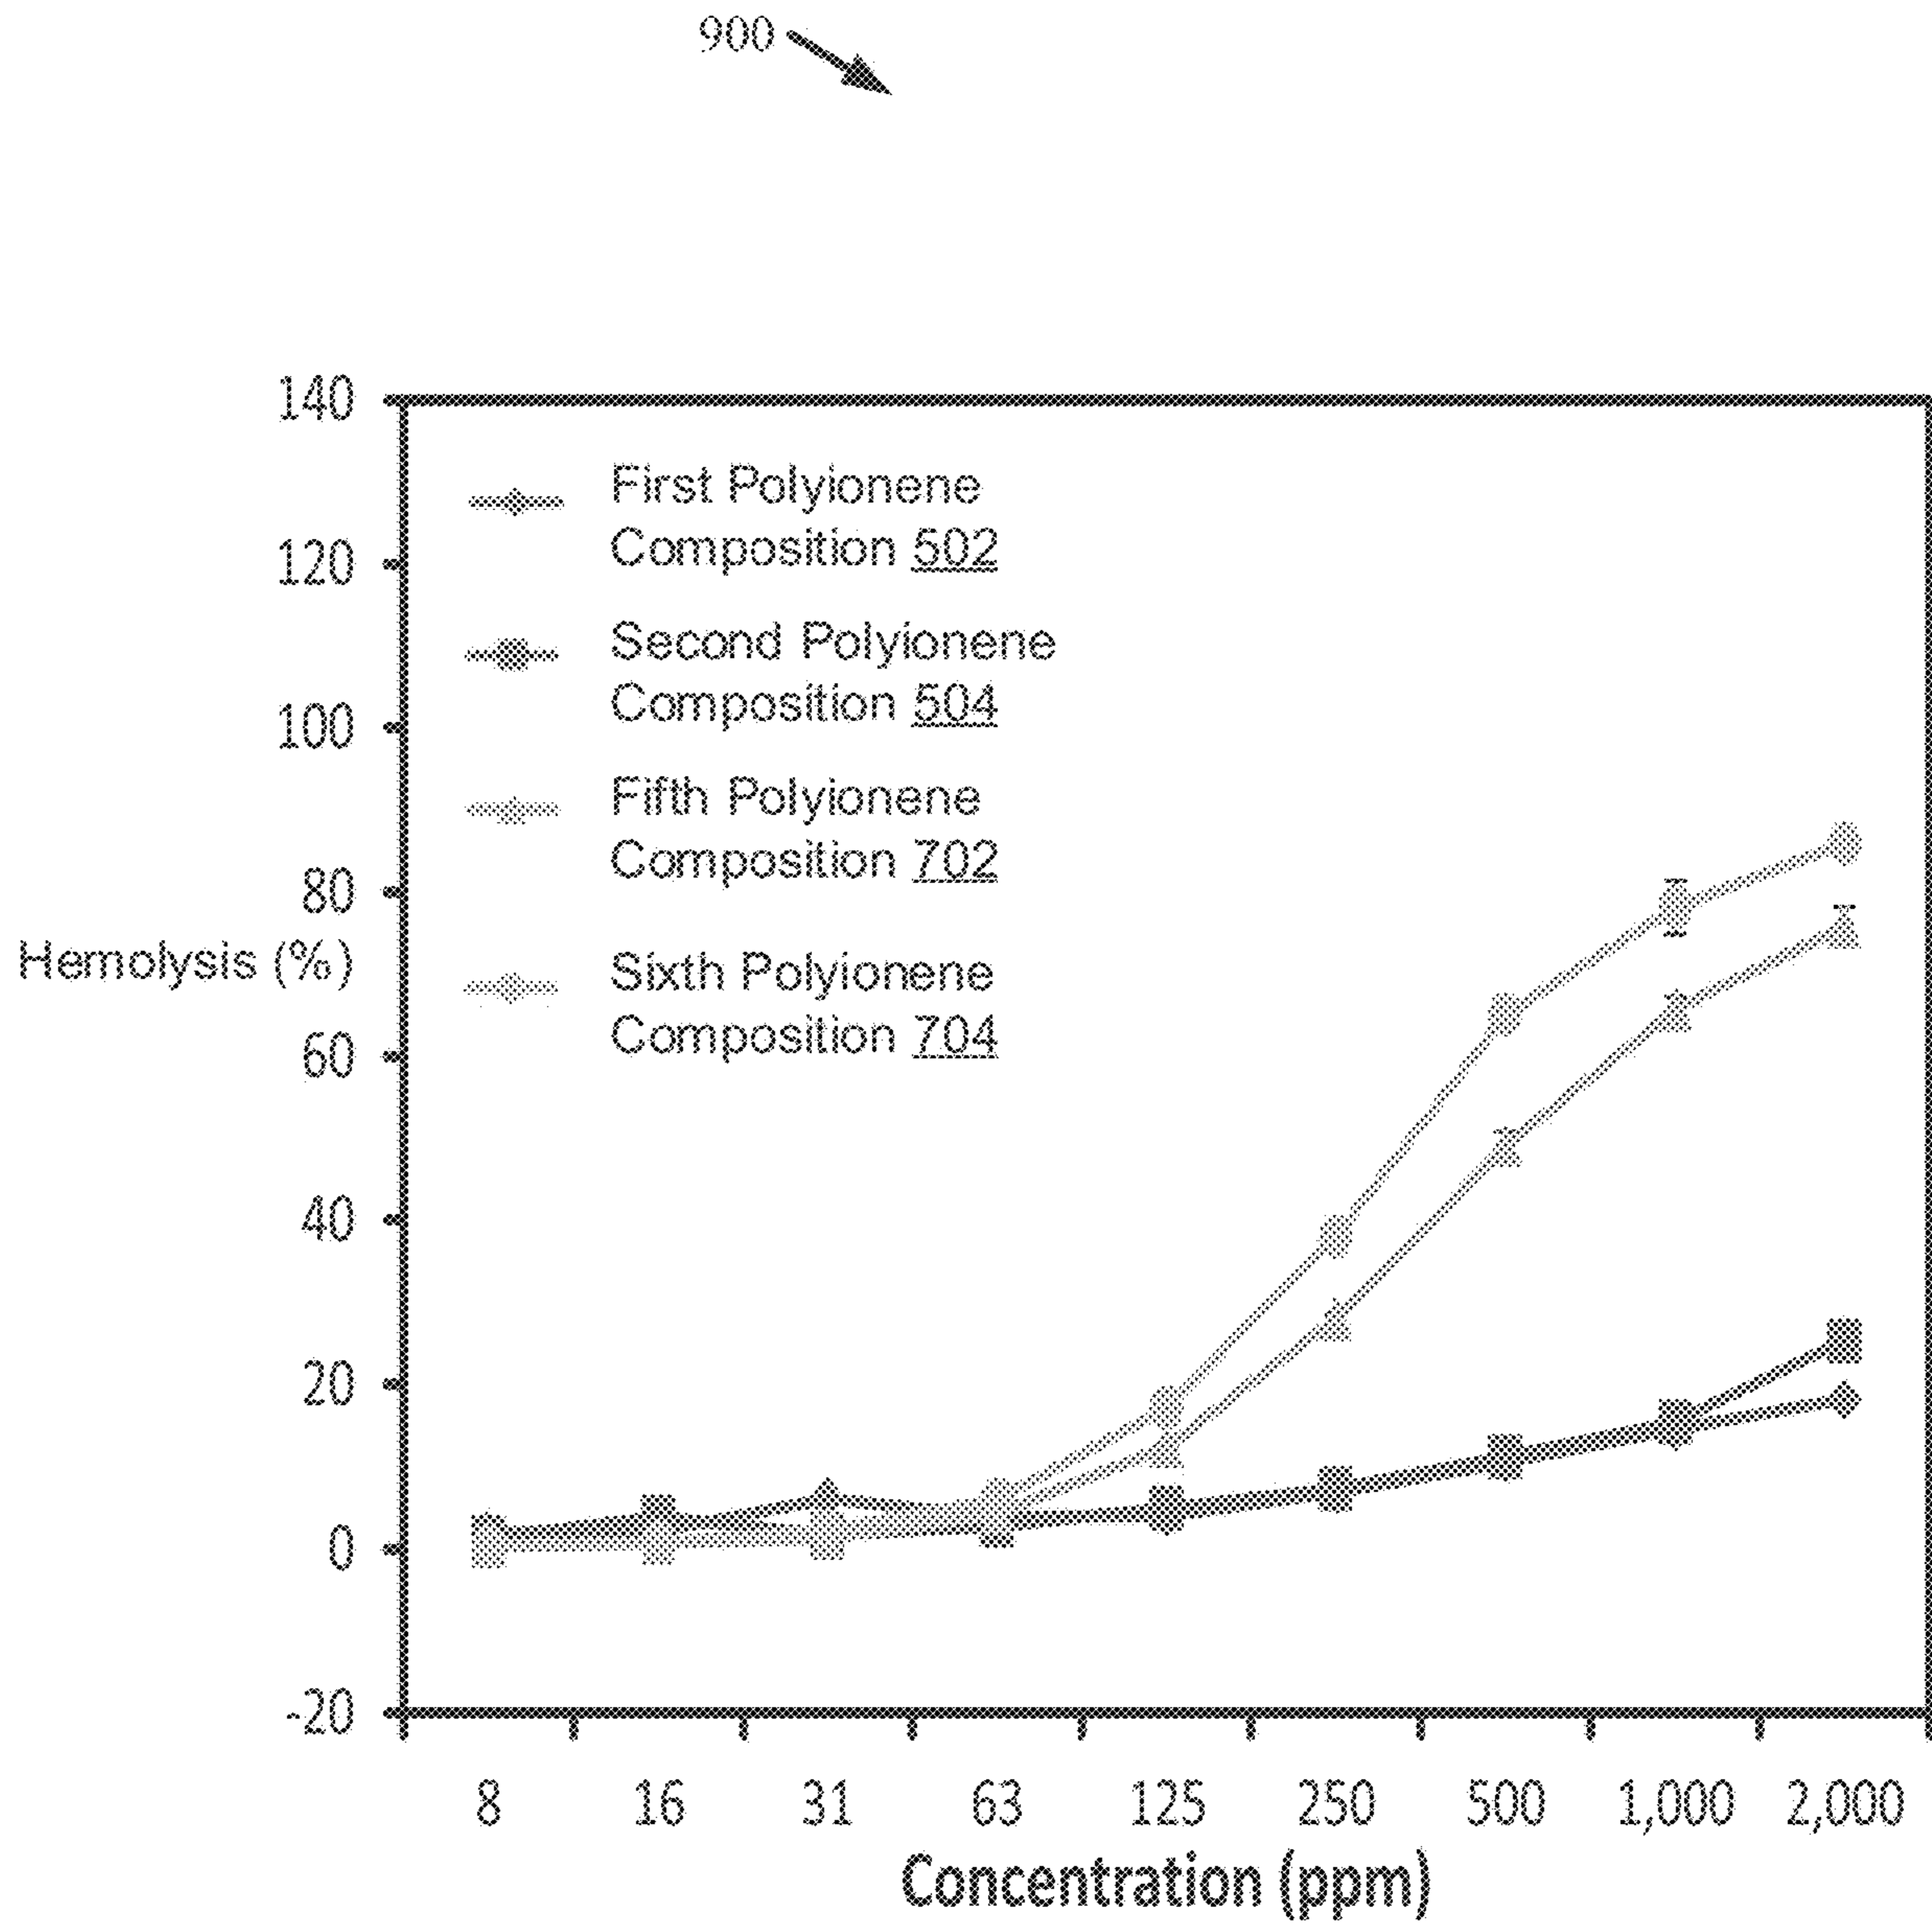 900
140
120
100
80
60
40
20
0
-20
Hemolysis (%)
First Polyionene
Composition 502
Second Polyionene
Composition 504
Fifth Polyionene
Composition 702
Sixth Polyionene
Composition 704
8 16 31 63 125 250 500 1,000 2,000
Concentration (ppm)